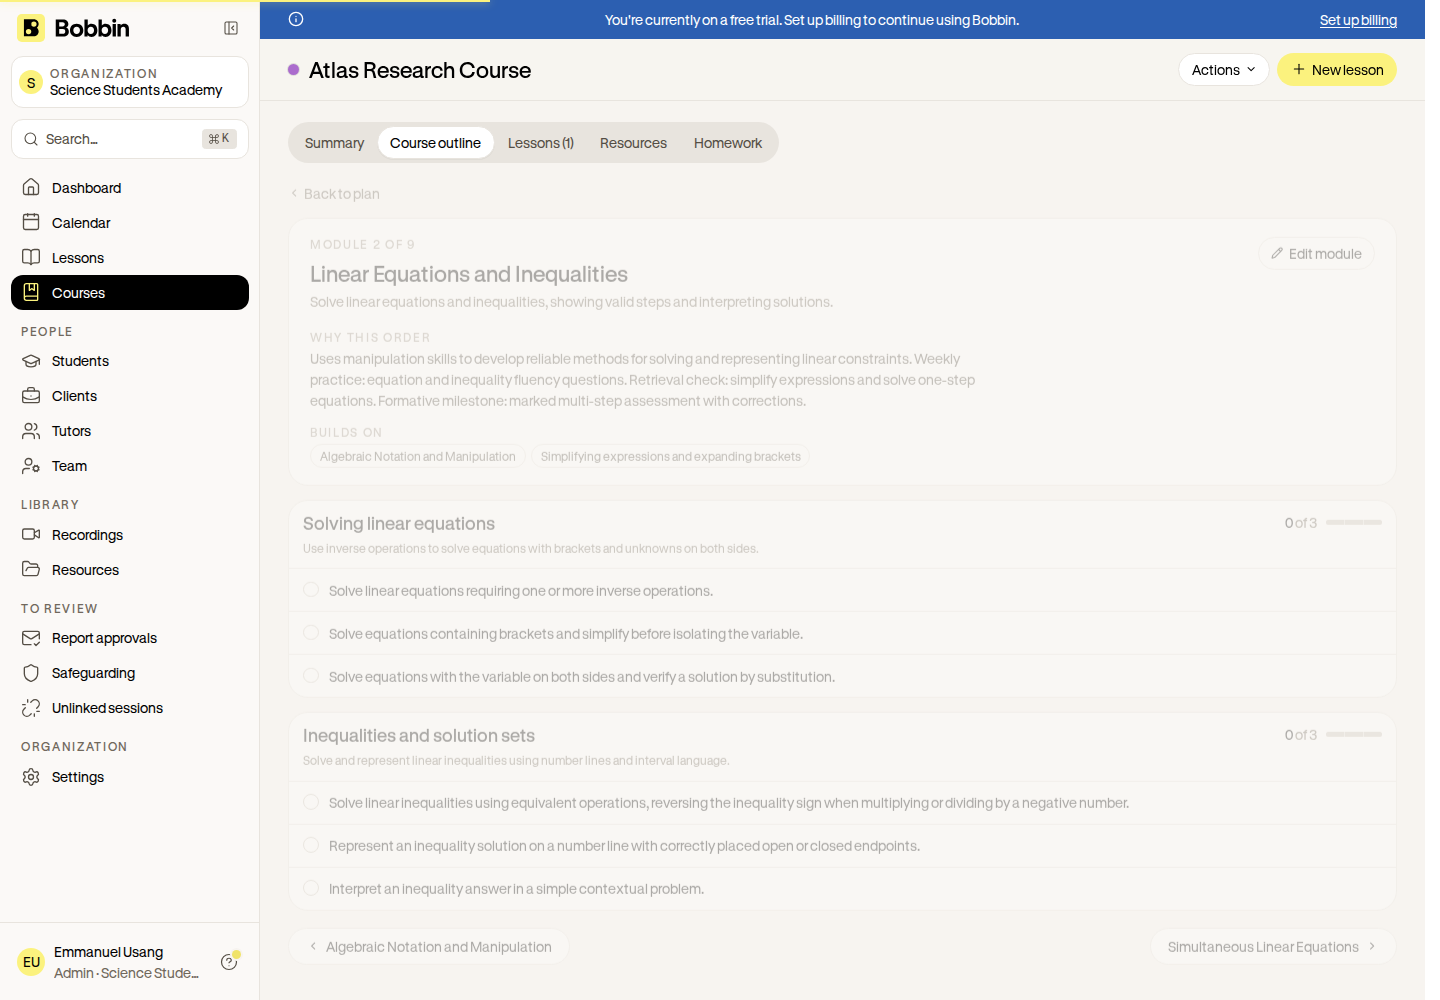 Bobbin
ORGANIZATION
S
Science Students Academy
Search...
⌘ K
Dashboard
Calendar
Lessons
Courses
PEOPLE
Students
Clients
Tutors
Team
LIBRARY
Recordings
Resources
TO REVIEW
Report approvals
Safeguarding
Unlinked sessions
ORGANIZATION
Settings
EU
Emmanuel Usang
Admin · Science Stude...
You're currently on a free trial. Set up billing to continue using Bobbin.
Set up billing
Atlas Research Course
Actions
New lesson
Summary
Course outline
Lessons (1)
Resources
Homework
Back to plan
MODULE 2 OF 9
Edit module
Linear Equations and Inequalities
Solve linear equations and inequalities, showing valid steps and interpreting solutions.
WHY THIS ORDER
Uses manipulation skills to develop reliable methods for solving and representing linear constraints. Weekly
practice: equation and inequality fluency questions. Retrieval check: simplify expressions and solve one-step
equations. Formative milestone: marked multi-step assessment with corrections.
BUILDS ON
Algebraic Notation and Manipulation
Simplifying expressions and expanding brackets
Solving linear equations
0 of 3
Use inverse operations to solve equations with brackets and unknowns on both sides.
Solve linear equations requiring one or more inverse operations.
Solve equations containing brackets and simplify before isolating the variable.
Solve equations with the variable on both sides and verify a solution by substitution.
Inequalities and solution sets
0 of 3
Solve and represent linear inequalities using number lines and interval language.
Solve linear inequalities using equivalent operations, reversing the inequality sign when multiplying or dividing by a negative number.
Represent an inequality solution on a number line with correctly placed open or closed endpoints.
Interpret an inequality answer in a simple contextual problem.
Algebraic Notation and Manipulation
Simultaneous Linear Equations